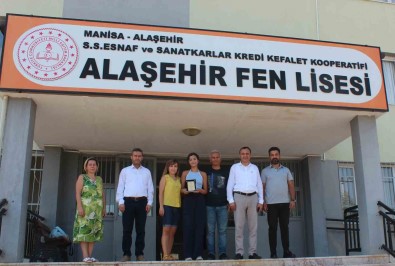 MANİSA - ALAŞEHİR
S.S.ESNAF ve SANATKARLAR KREDİ KEFALET KOOPERATİFİ
ALAŞEHİR FEN LİSESİ